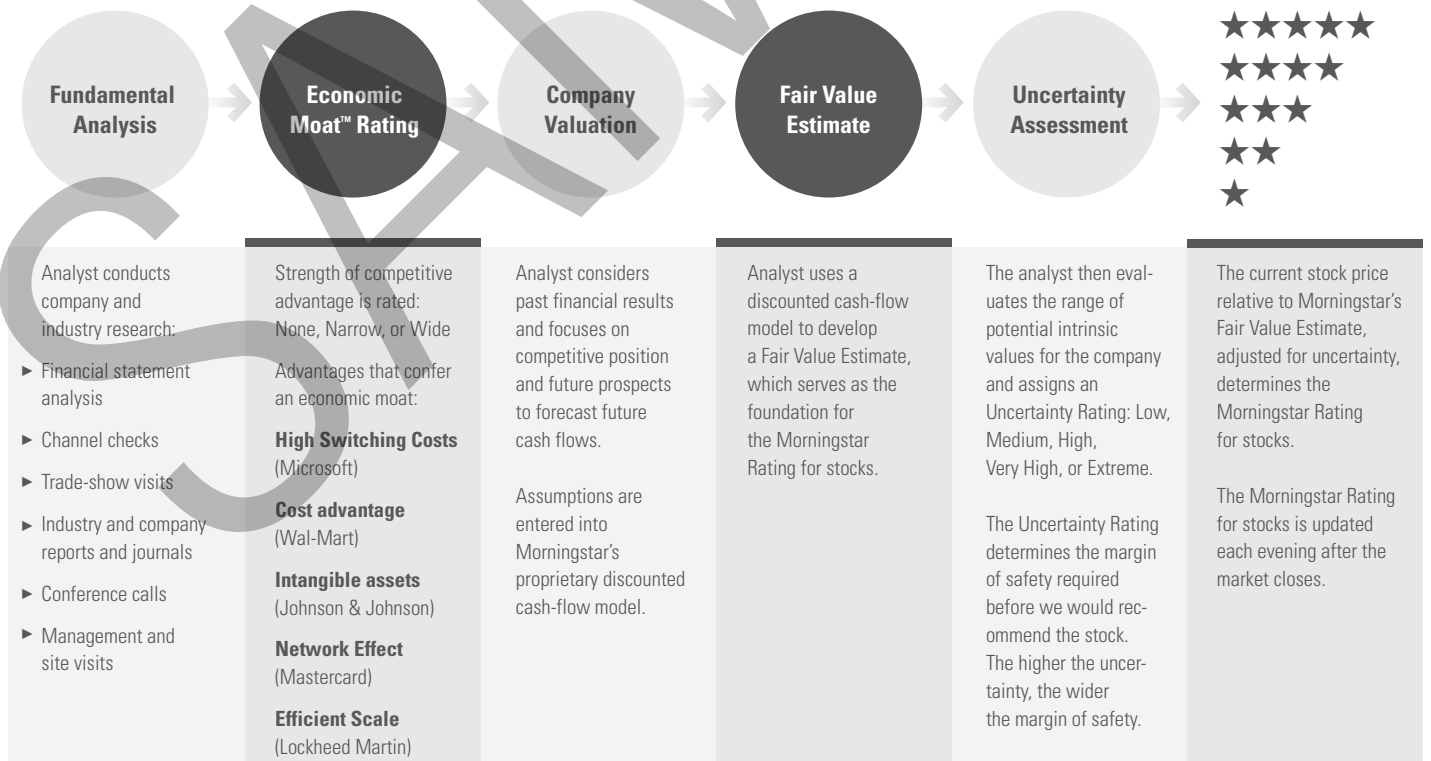 Fundamental
Analysis
Economic
Moat™ Rating
Company
Valuation
Fair Value
Estimate
Uncertainty
Assessment
★★★★★
★★★★
★★★
★★
★
Analyst conducts
company and
industry research:
► Financial statement
analysis
► Channel checks
► Trade-show visits
► Industry and company
reports and journals
► Conference calls
► Management and
site visits
Strength of competitive
advantage is rated:
None, Narrow, or Wide
Advantages that confer
an economic moat:
High Switching Costs
(Microsoft)
Cost advantage
(Wal-Mart)
Intangible assets
(Johnson & Johnson)
Network Effect
(Mastercard)
Efficient Scale
(Lockheed Martin)
Analyst considers
past financial results
and focuses on
competitive position
and future prospects
to forecast future
cash flows.
Assumptions are
entered into
Morningstar’s
proprietary discounted
cash-flow model.
Analyst uses a
discounted cash-flow
model to develop
a Fair Value Estimate,
which serves as the
foundation for
the Morningstar
Rating for stocks.
The analyst then eval-
uates the range of
potential intrinsic
values for the company
and assigns an
Uncertainty Rating: Low,
Medium, High,
Very High, or Extreme.
The Uncertainty Rating
determines the margin
of safety required
before we would rec-
ommend the stock.
The higher the uncer-
tainty, the wider
the margin of safety.
The current stock price
relative to Morningstar’s
Fair Value Estimate,
adjusted for uncertainty,
determines the
Morningstar Rating
for stocks.
The Morningstar Rating
for stocks is updated
each evening after the
market closes.